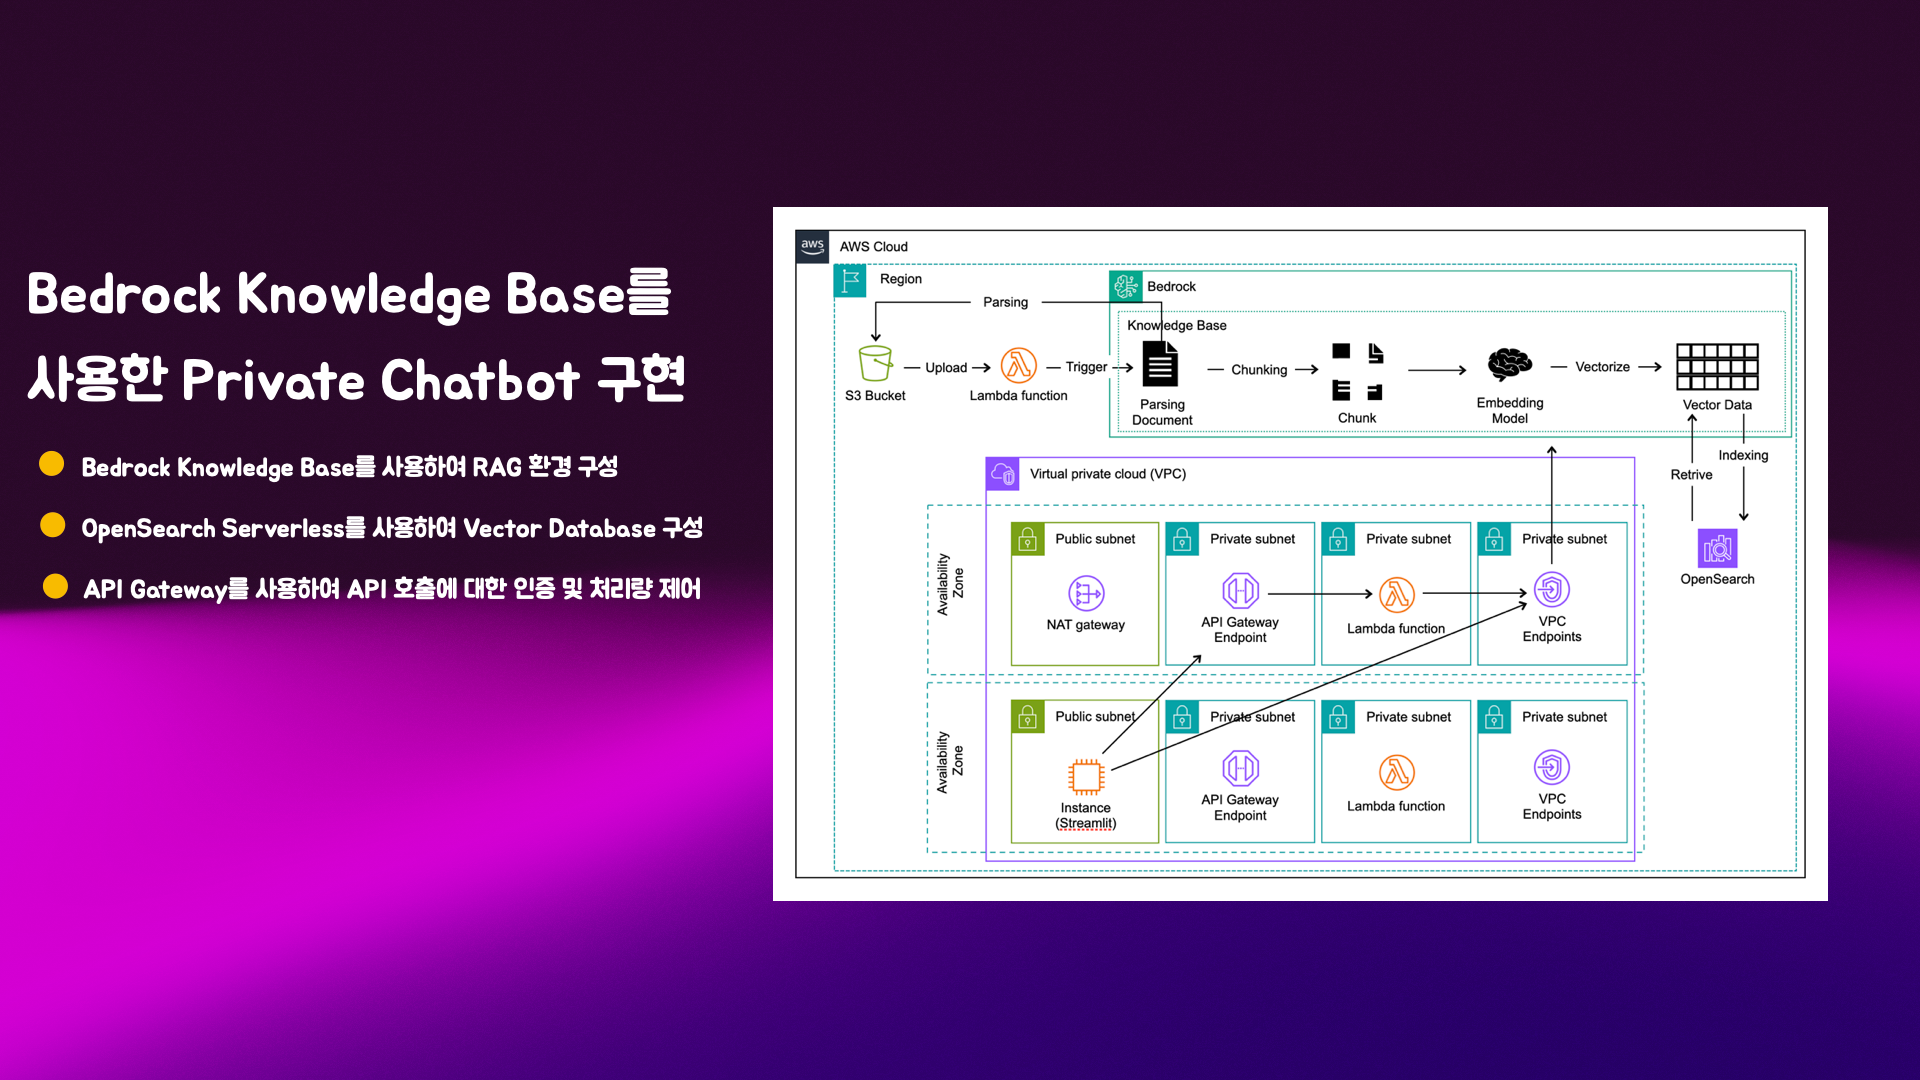 Bedrock Knowledge Base를
사용한 Private Chatbot 구현
Bedrock Knowledge Base를 사용하여 RAG 환경 구성
OpenSearch Serverless를 사용하여 Vector Database 구성
API Gateway를 사용하여 API 호출에 대한 인증 및 처리량 제어
aws
AWS Cloud
Region
Bedrock
Parsing
Knowledge Base
S3 Bucket
Upload
Lambda function
Trigger
Parsing
Document
Chunking
Chunk
Embedding
Model
Vectorize
Vector Data
Retrive
Indexing
OpenSearch
Virtual private cloud (VPC)
Availability
Zone
Public subnet
NAT gateway
Private subnet
API Gateway
Endpoint
Private subnet
Lambda function
Private subnet
VPC
Endpoints
Availability
Zone
Public subnet
Instance
(Streamlit)
Private subnet
API Gateway
Endpoint
Private subnet
Lambda function
Private subnet
VPC
Endpoints